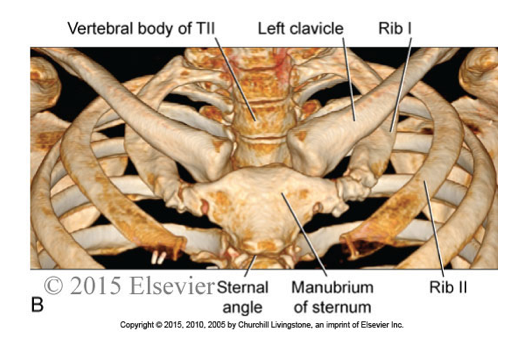 Vertebral body of TII
Left clavicle
Rib I
© 2015 Elsevier
Sternal
angle
Manubrium
of sternum
Rib II
B
Copyright © 2015, 2010, 2005 by Churchill Livingstone, an imprint of Elsevier Inc.